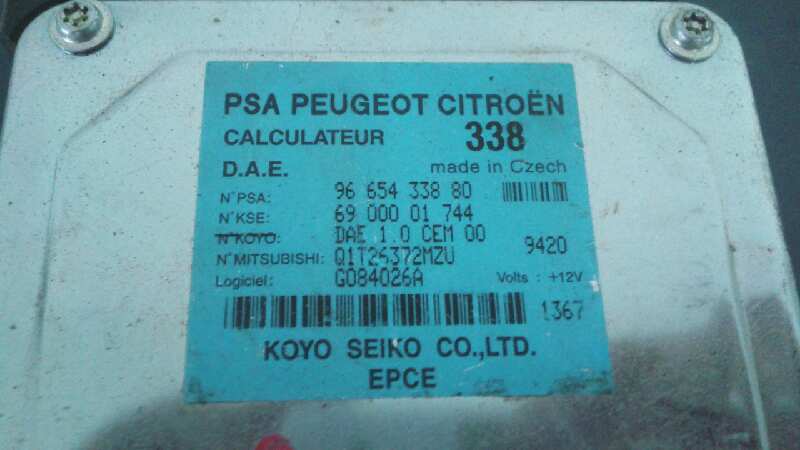 PSA PEUGEOT CITROËN
CALCULATEUR 338
D.A.E. made in Czech
N°PSA: 96 654 338 80
N°KSE: 69 000 01 744
N°KOYO: DAE 1.0 CEM 00
N°MITSUBISHI: Q1T26372MZU 9420
Logiciel: G084026A Volts : +12V
1367
KOYO SEIKO CO.,LTD.
EPCE